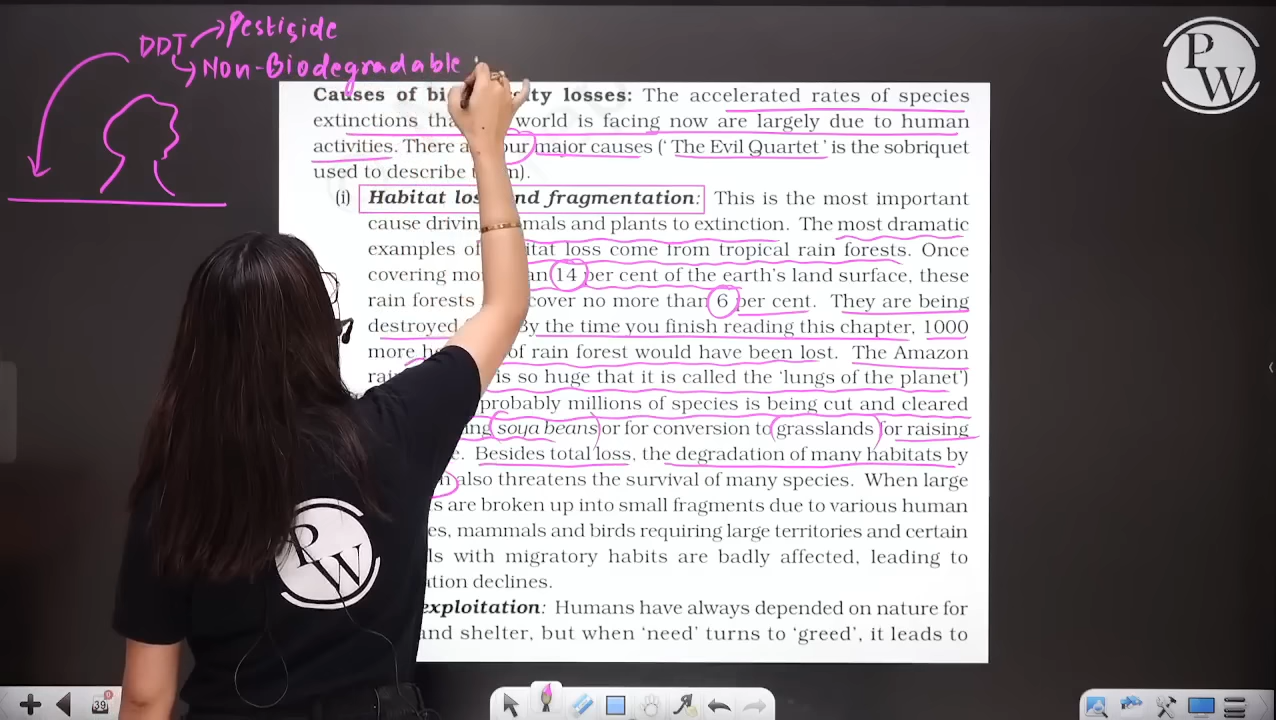 DDT → Pestiside
→ Non-Biodegradable
PW
Causes of bi ity losses: The accelerated rates of species
extinctions tha world is facing now are largely due to human
activities. There a our major causes (' The Evil Quartet ' is the sobriquet
used to describe
(i) Habitat los nd fragmentation: This is the most important
cause driving mals and plants to extinction. The most dramatic
examples of itat loss come from tropical rain forests. Once
covering mo an 14 per cent of the earth's land surface, these
rain forests cover no more than 6 per cent. They are being
destroyed By the time you finish reading this chapter, 1000
more he of rain forest would have been lost. The Amazon
rai is so huge that it is called the 'lungs of the planet')
probably millions of species is being cut and cleared
ing soya beans or for conversion to grasslands for raising
e. Besides total loss, the degradation of many habitats by
n also threatens the survival of many species. When large
s are broken up into small fragments due to various human
es, mammals and birds requiring large territories and certain
ls with migratory habits are badly affected, leading to
ation declines.
exploitation: Humans have always depended on nature for
and shelter, but when 'need' turns to 'greed', it leads to
PW
39